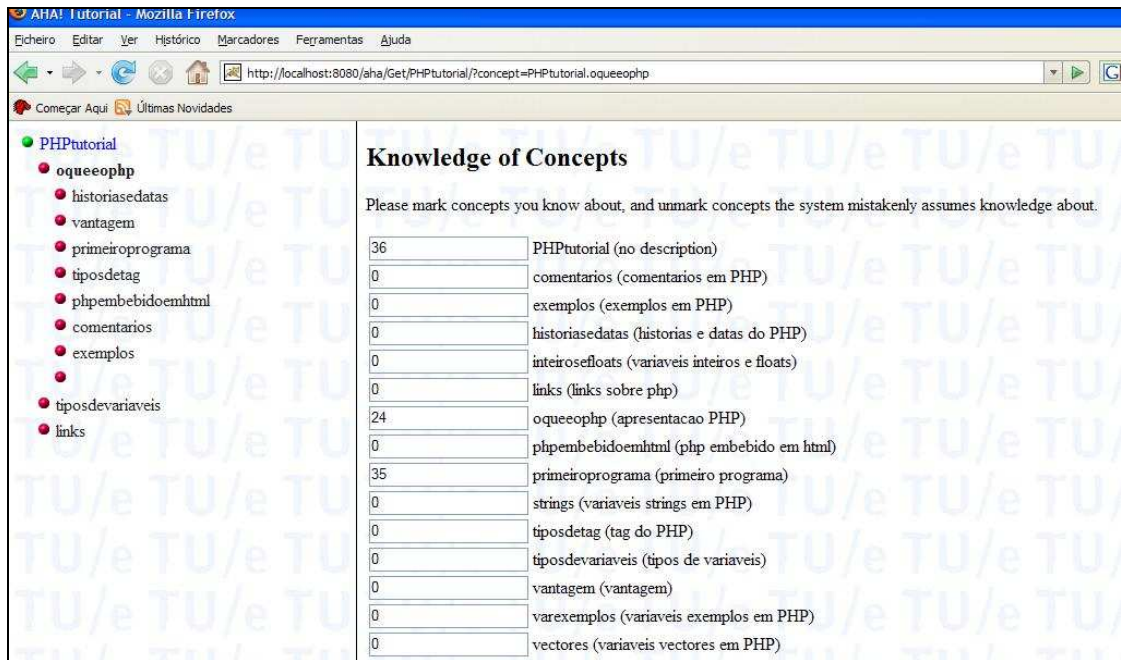 AHA! Tutorial - Mozilla Firefox
Ficheiro Editar Ver Histórico Marcadores Ferramentas Ajuda
http://localhost:8080/aha/Get/PHPtutorial/?concept=PHPtutorial.oqueeophp
G
Começar Aqui Últimas Novidades
PHPtutorial
oqueeophp
historiasedatas
vantagem
primeiroprograma
tiposdetag
phpembebidoemhtml
comentarios
exemplos
tiposdevariaveis
links
Knowledge of Concepts
Please mark concepts you know about, and unmark concepts the system mistakenly assumes knowledge about.
36 PHPtutorial (no description)
0 comentarios (comentarios em PHP)
0 exemplos (exemplos em PHP)
0 historiasedatas (historias e datas do PHP)
0 inteirosefloats (variaveis inteiros e floats)
0 links (links sobre php)
24 oqueeophp (apresentacao PHP)
0 phpembebidoemhtml (php embebido em html)
35 primeiroprograma (primeiro programa)
0 strings (variaveis strings em PHP)
0 tiposdetag (tag do PHP)
0 tiposdevariaveis (tipos de variaveis)
0 vantagem (vantagem)
0 varexemplos (variaveis exemplos em PHP)
0 vectores (variaveis vectores em PHP)
TU/e TU/e TU/e TU/e TU/e TU/e